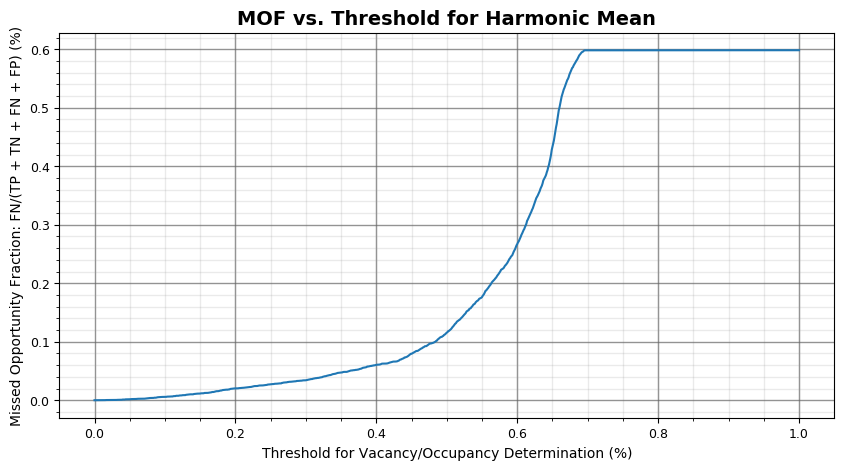 MOF vs. Threshold for Harmonic Mean
Missed Opportunity Fraction: FN/(TP + TN + FN + FP) (%)
0.6
0.5
0.4
0.3
0.2
0.1
0.0
0.0 0.2 0.4 0.6 0.8 1.0
Threshold for Vacancy/Occupancy Determination (%)